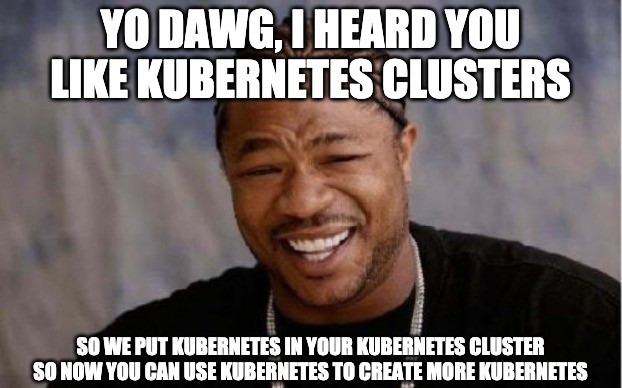 YO DAWG, I HEARD YOU
LIKE KUBERNETES CLUSTERS
SO WE PUT KUBERNETES IN YOUR KUBERNETES CLUSTER
SO NOW YOU CAN USE KUBERNETES TO CREATE MORE KUBERNETES